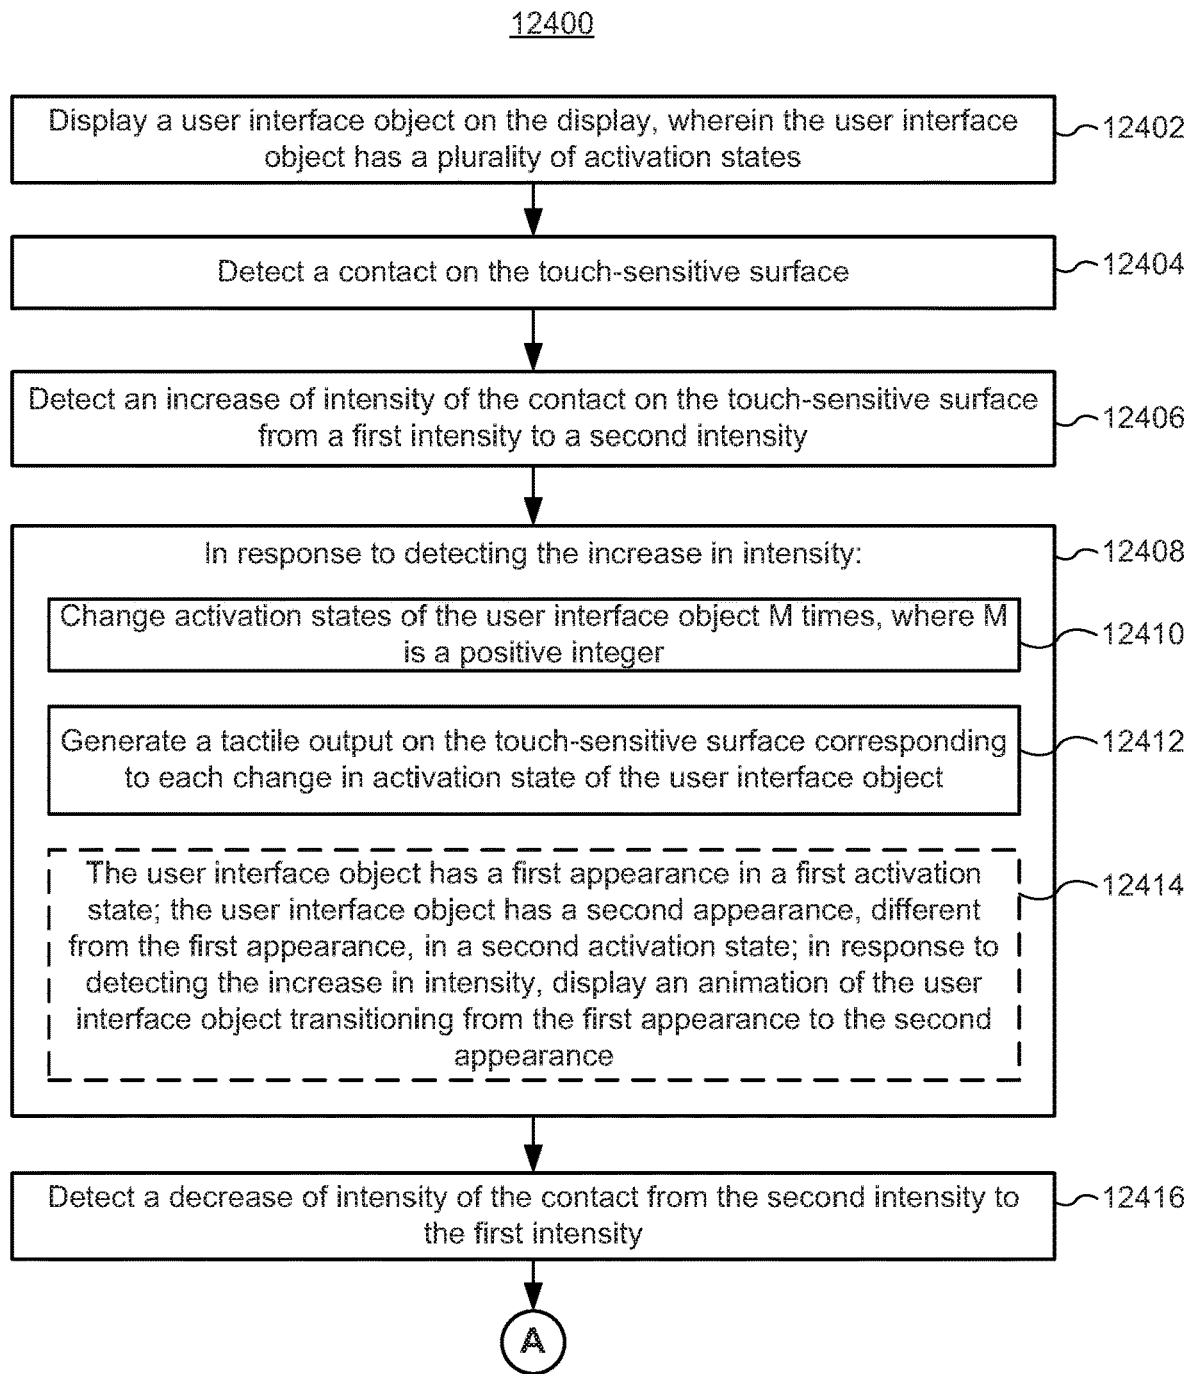 12400
Display a user interface object on the display, wherein the user interface
object has a plurality of activation states
12402
Detect a contact on the touch-sensitive surface
12404
Detect an increase of intensity of the contact on the touch-sensitive surface
from a first intensity to a second intensity
12406
In response to detecting the increase in intensity:
12408
Change activation states of the user interface object M times, where M
is a positive integer
12410
Generate a tactile output on the touch-sensitive surface corresponding
to each change in activation state of the user interface object
12412
The user interface object has a first appearance in a first activation
state; the user interface object has a second appearance, different
from the first appearance, in a second activation state; in response to
detecting the increase in intensity, display an animation of the user
interface object transitioning from the first appearance to the second
appearance
12414
Detect a decrease of intensity of the contact from the second intensity to
the first intensity
12416
A